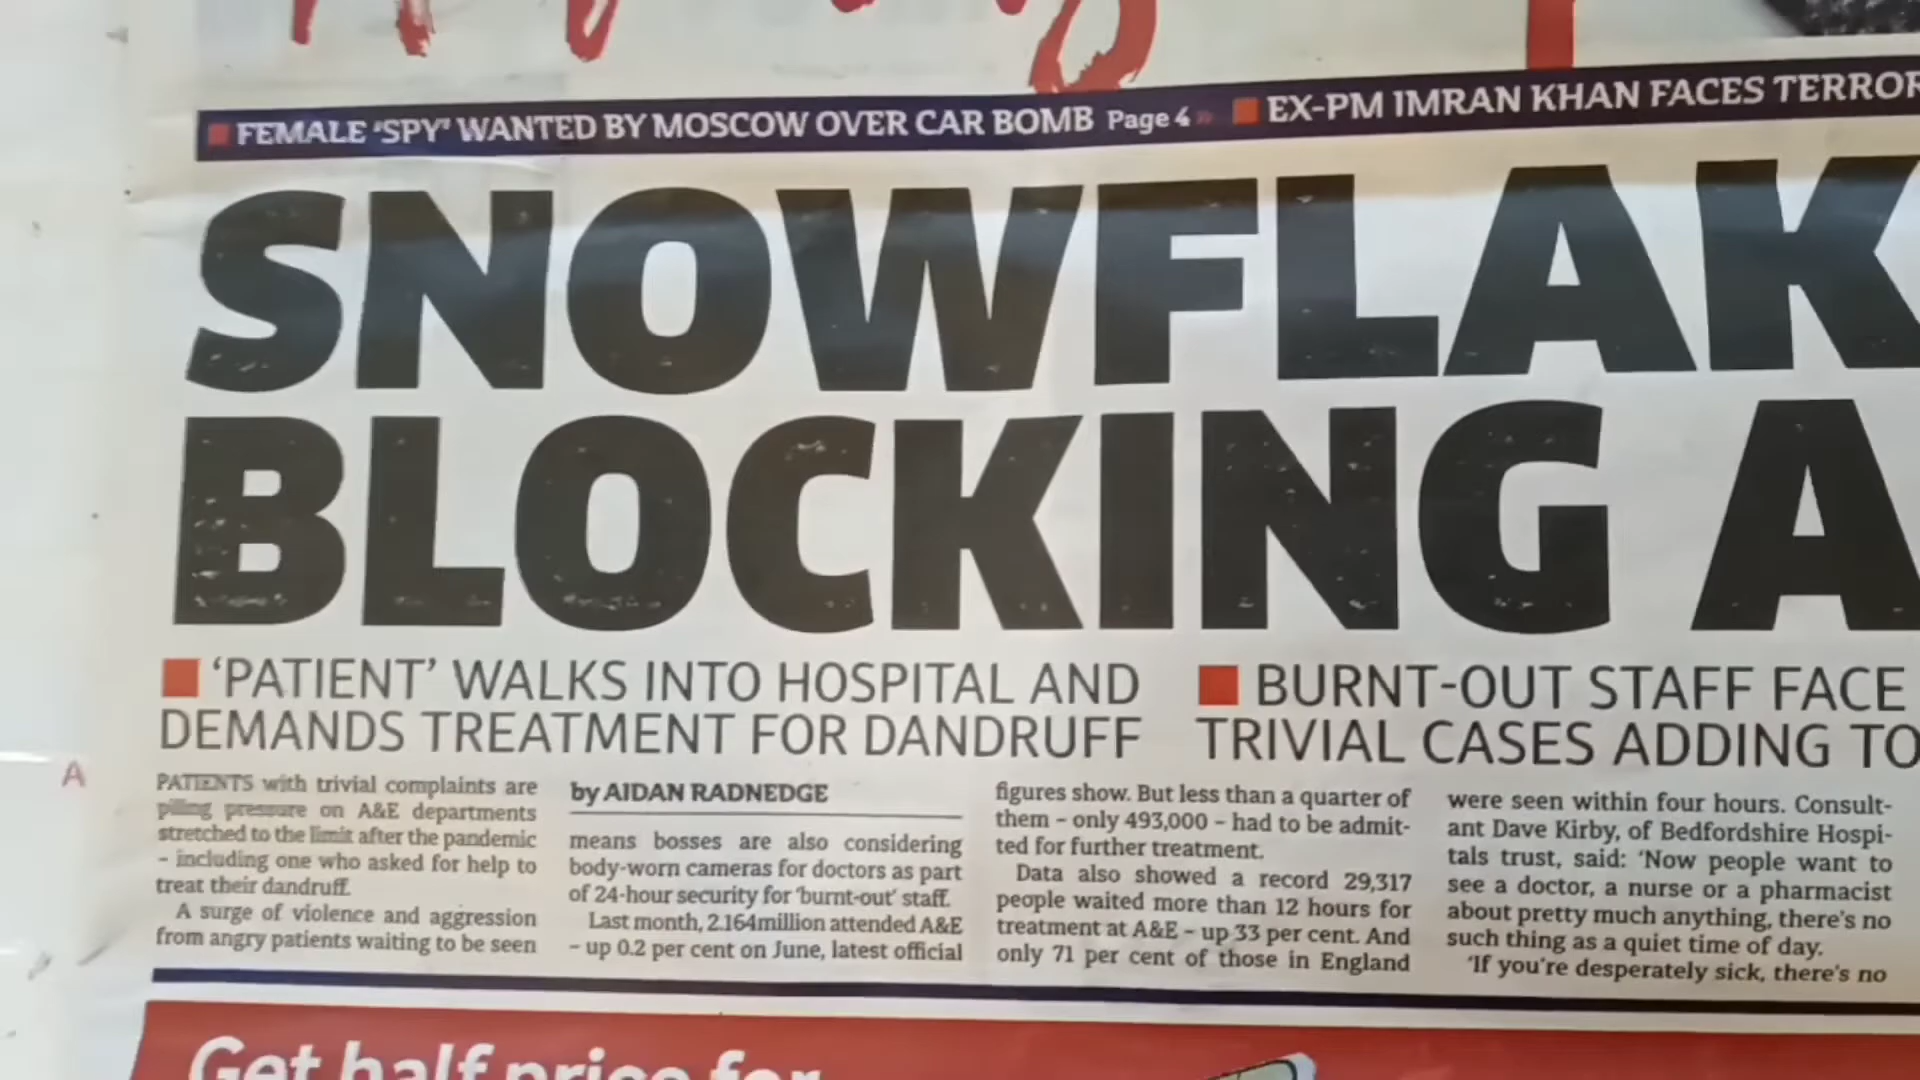 FEMALE 'SPY' WANTED BY MOSCOW OVER CAR BOMB Page 4 » EX-PM IMRAN KHAN FACES TERROR
SNOWFLAK
BLOCKING A
'PATIENT' WALKS INTO HOSPITAL AND
DEMANDS TREATMENT FOR DANDRUFF
BURNT-OUT STAFF FACE
TRIVIAL CASES ADDING TO
PATIENTS with trivial complaints are
piling pressure on A&E departments
stretched to the limit after the pandemic
– including one who asked for help to
treat their dandruff.
A surge of violence and aggression
from angry patients waiting to be seen
by AIDAN RADNEDGE
means bosses are also considering
body-worn cameras for doctors as part
of 24-hour security for 'burnt-out' staff.
Last month, 2.164million attended A&E
– up 0.2 per cent on June, latest official
figures show. But less than a quarter of
them – only 493,000 – had to be admit-
ted for further treatment.
Data also showed a record 29,317
people waited more than 12 hours for
treatment at A&E – up 33 per cent. And
only 71 per cent of those in England
were seen within four hours. Consult-
ant Dave Kirby, of Bedfordshire Hospi-
tals trust, said: 'Now people want to
see a doctor, a nurse or a pharmacist
about pretty much anything, there's no
such thing as a quiet time of day.
'If you're desperately sick, there's no
A
Get half price for